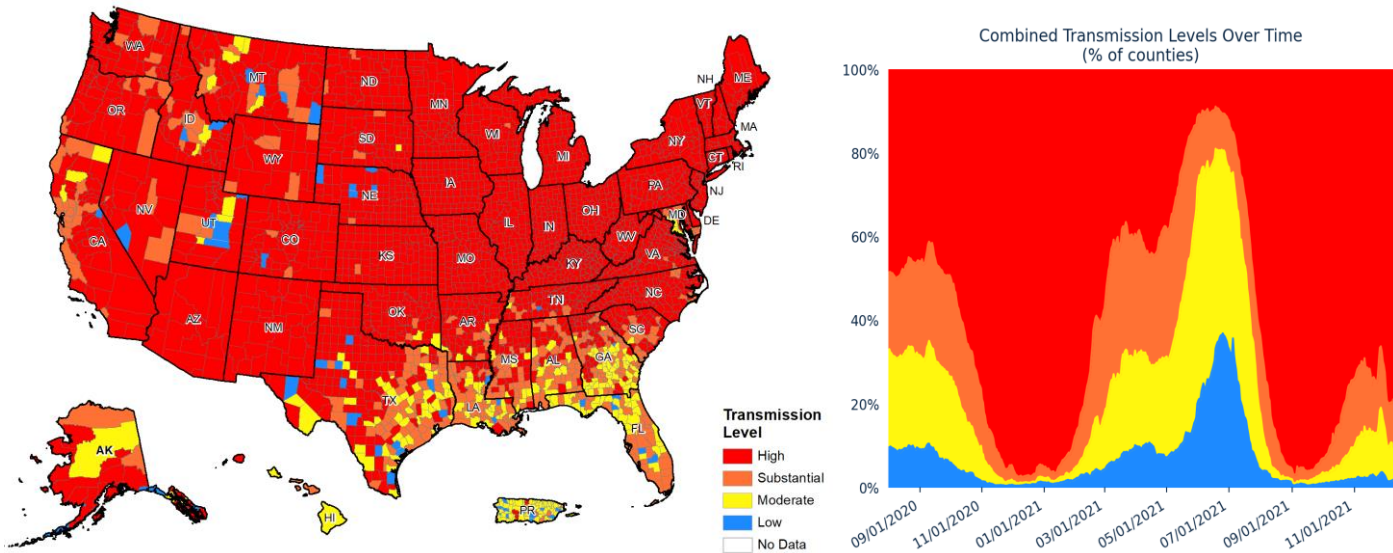 WA
MT
ND
MN
ME
NH
VT
OR
ID
SD
WI
NY
MA
MI
CT
RI
WY
IA
PA
NJ
NE
NV
UT
IL
IN
OH
MD
DE
CA
CO
WV
KS
MO
KY
VA
AZ
NM
OK
AR
TN
NC
SC
MS
AL
GA
TX
LA
FL
AK
HI
PR
Transmission
Level
High
Substantial
Moderate
Low
No Data
Combined Transmission Levels Over Time
(% of counties)
100%
80%
60%
40%
20%
0%
09/01/2020
11/01/2020
01/01/2021
03/01/2021
05/01/2021
07/01/2021
09/01/2021
11/01/2021